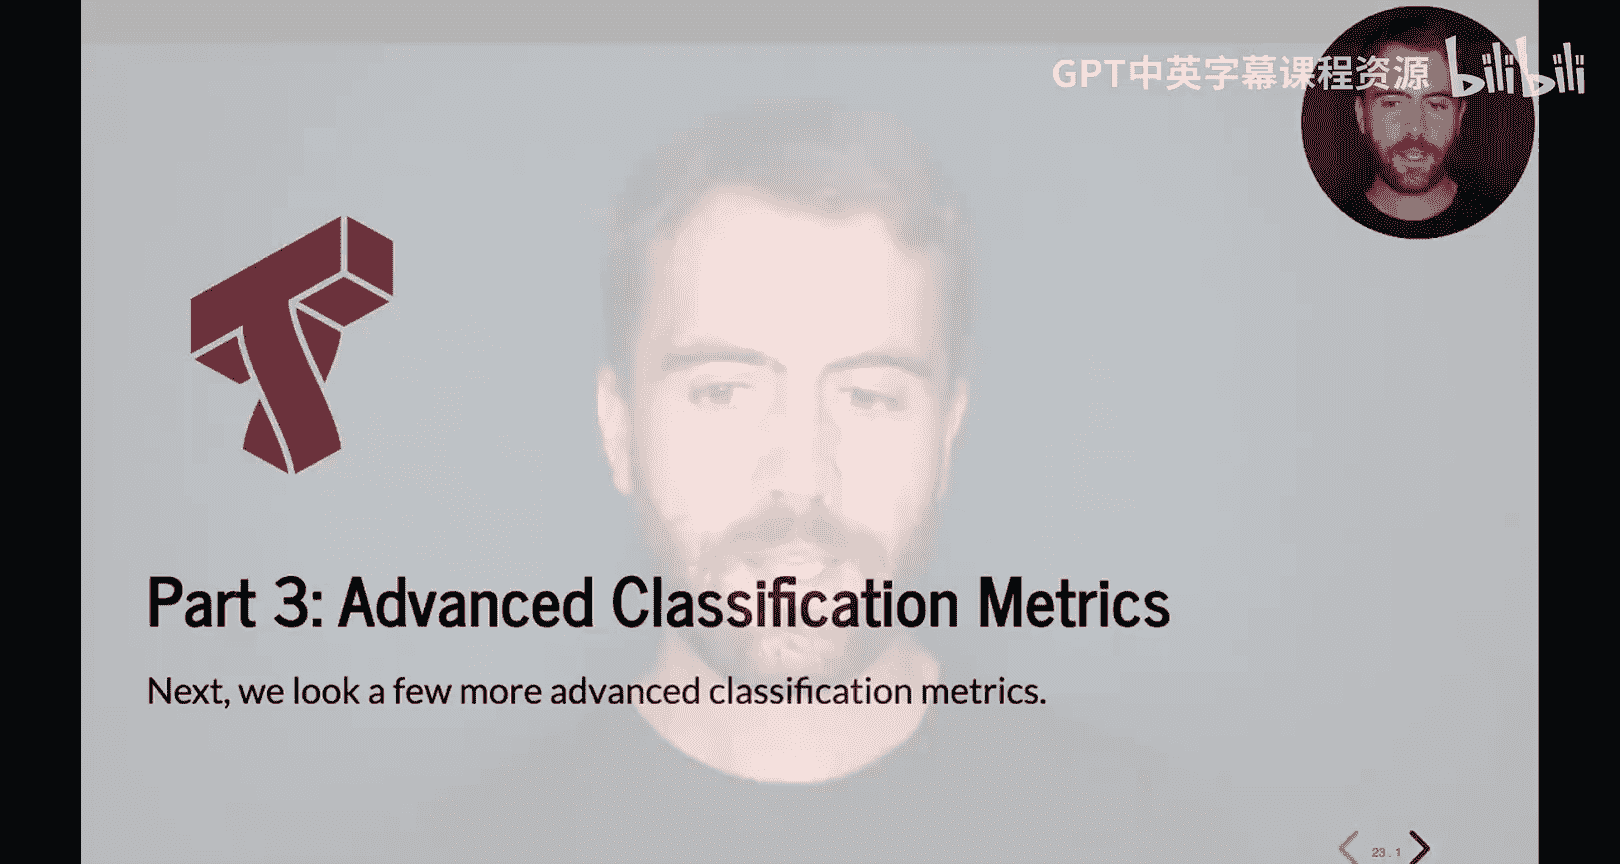 GPT中英字幕课程资源 bilibili
Part 3: Advanced Classification Metrics
Next, we look a few more advanced classification metrics.
23.1